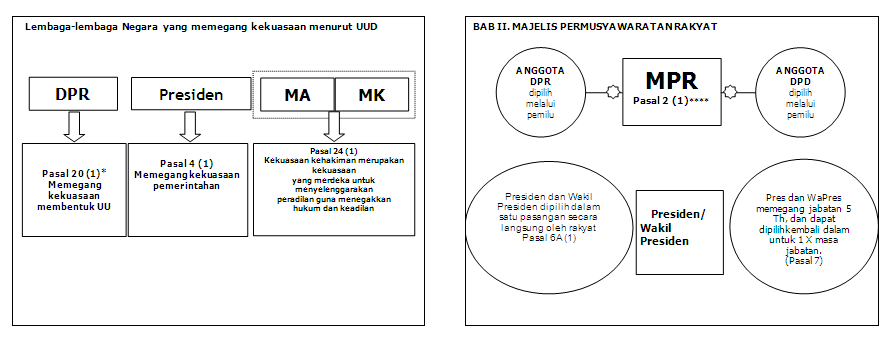 Lembaga-lembaga Negara yang memegang kekuasaan menurut UUD
DPR
Presiden
MA
MK
Pasal 20 (1)*
Memegang
kekuasaan
membentuk UU
Pasal 4 (1)
Memegang kekuasaan
pemerintahan
Pasal 24 (1)
Kekuasaan kehakiman merupakan
kekuasaan
yang merdeka untuk
menyelenggarakan
peradilan guna menegakkan
hukum dan keadilan
BAB II. MAJELIS PERMUSYAWARATAN RAKYAT
ANGGOTA
DPR
dipilih
melalui
pemilu
MPR
Pasal 2 (1)****
ANGGOTA
DPD
dipilih
melalui
pemilu
Presiden dan Wakil
Presiden dipilih dalam
satu pasangan secara
langsung oleh rakyat
Pasal 6A (1)
Presiden/
Wakil
Presiden
Pres dan WaPres
memegang jabatan 5
Th, dan dapat
dipilihkembali dalam
untuk 1 X masa
jabatan.
(Pasal 7)